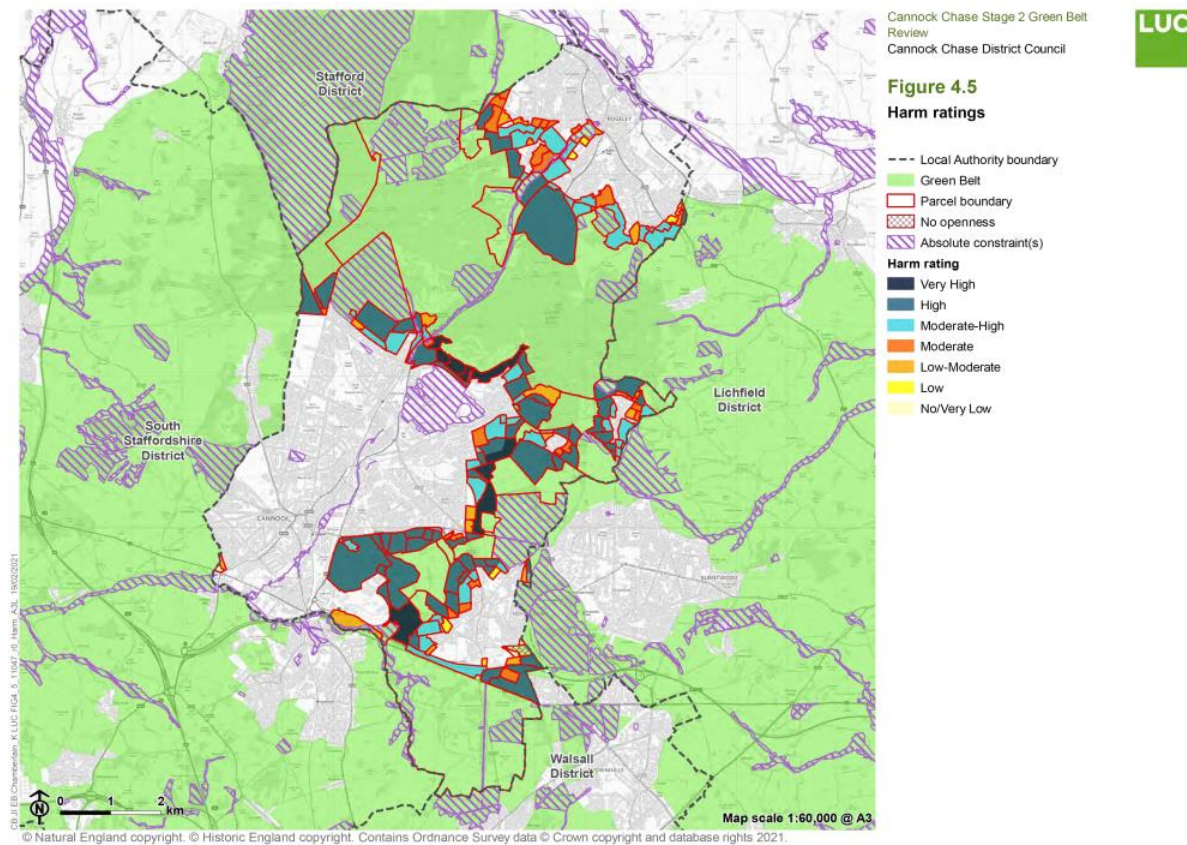 Cannock Chase Stage 2 Green Belt
Review
Cannock Chase District Council
LUC
Figure 4.5
Harm ratings
Local Authority boundary
Green Belt
Parcel boundary
No openness
Absolute constraint(s)
Harm rating
Very High
High
Moderate-High
Moderate
Low-Moderate
Low
No/Very Low
Stafford
District
RUGELEY
Lichfield
District
South
Staffordshire
District
CANNOCK
BURNTWOOD
Walsall
District
BROWNHILLS
N
0 1 2
km
Map scale 1:60,000 @ A3
© Natural England copyright. © Historic England copyright. Contains Ordnance Survey data © Crown copyright and database rights 2021.